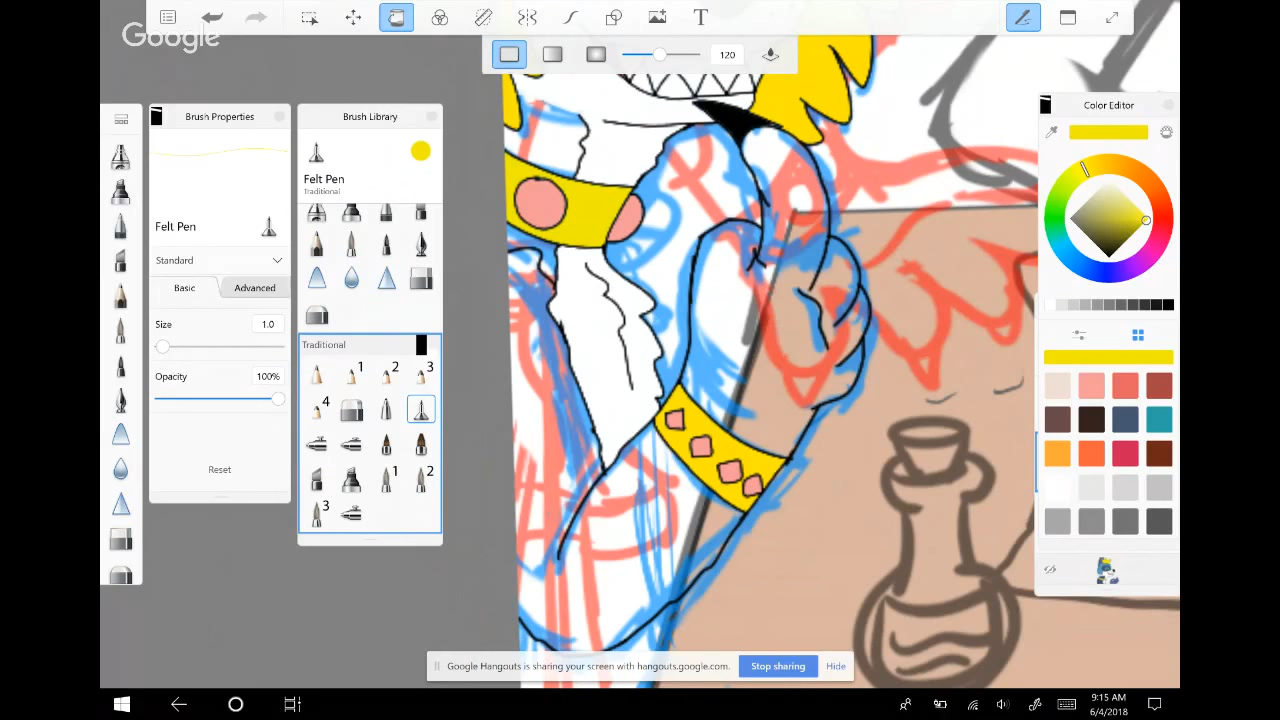 Google
T
120
Brush Properties
Brush Library
Color Editor
Felt Pen
Traditional
Felt Pen
Standard
Basic
Advanced
Size
1.0
Traditional
1
2
3
Opacity
100%
4
Reset
1
2
3
Google Hangouts is sharing your screen with hangouts.google.com.
Stop sharing
Hide
9:15 AM
6/4/2018